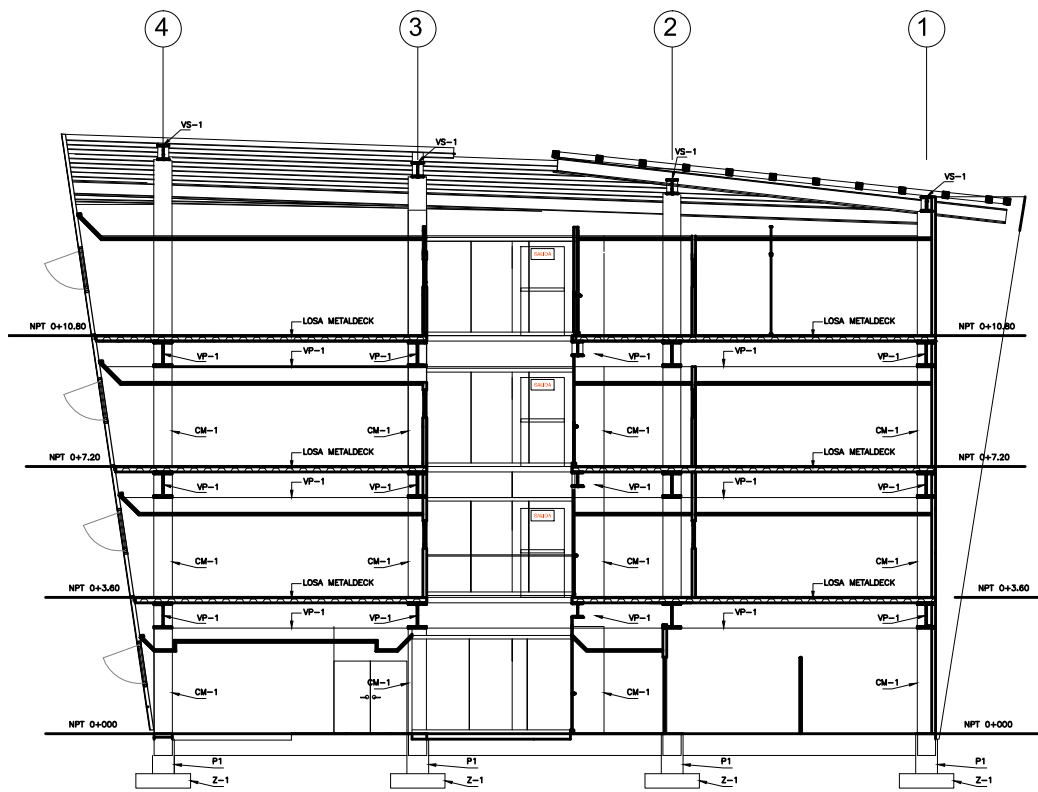 4 3 2 1
VS-1
VS-1
VS-1
VS-1
SALIDA
NPT 0+10.80 LOSA METALDECK LOSA METALDECK NPT 0+10.80
VP-1 VP-1 VP-1 VP-1 VP-1 VP-1
SALIDA
CM-1 CM-1 CM-1 CM-1
NPT 0+7.20 LOSA METALDECK LOSA METALDECK NPT 0+7.20
VP-1 VP-1 VP-1 VP-1 VP-1 VP-1
SALIDA
CM-1 CM-1 CM-1 CM-1
NPT 0+3.60 LOSA METALDECK LOSA METALDECK NPT 0+3.60
VP-1 VP-1 VP-1 VP-1 VP-1 VP-1
CM-1 CM-1 CM-1 CM-1
NPT 0+000 NPT 0+000
P1 P1 P1 P1
Z-1 Z-1 Z-1 Z-1